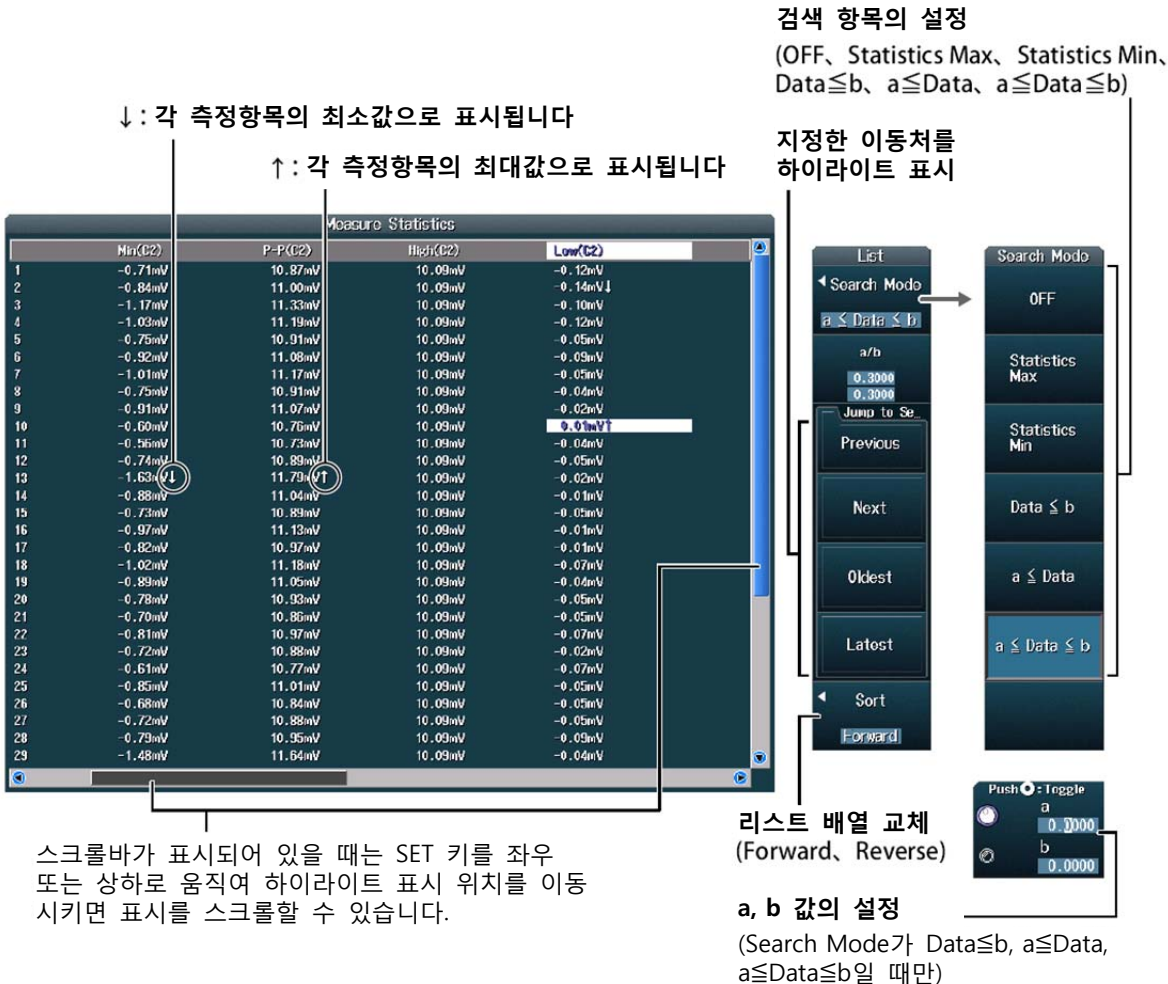 검색 항목의 설정
(OFF、Statistics Max、Statistics Min、
Data≦b、a≦Data、a≦Data≦b)
↓: 각 측정항목의 최소값으로 표시됩니다
지정한 이동처를
하이라이트 표시
↑: 각 측정항목의 최대값으로 표시됩니다
Measure Statistics
Min(C2) P-P(C2) High(C2) Low(C2)
1 -0.71mV 10.87mV 10.09mV -0.12mV
2 -0.84mV 11.00mV 10.09mV -0.14mV↓
3 -1.17mV 11.33mV 10.09mV -0.10mV
4 -1.03mV 11.19mV 10.09mV -0.12mV
5 -0.75mV 10.91mV 10.09mV -0.05mV
6 -0.92mV 11.08mV 10.09mV -0.09mV
7 -1.01mV 11.17mV 10.09mV -0.05mV
8 -0.75mV 10.91mV 10.09mV -0.04mV
9 -0.91mV 11.07mV 10.09mV -0.02mV
10 -0.60mV 10.76mV 10.09mV 0.01mV↑
11 -0.56mV 10.73mV 10.09mV -0.04mV
12 -0.74mV 10.89mV 10.09mV -0.05mV
13 -1.63mV↓ 11.79mV↑ 10.09mV -0.02mV
14 -0.88mV 11.04mV 10.09mV -0.01mV
15 -0.73mV 10.89mV 10.09mV -0.05mV
16 -0.97mV 11.13mV 10.09mV -0.01mV
17 -0.82mV 10.97mV 10.09mV -0.01mV
18 -1.02mV 11.18mV 10.09mV -0.07mV
19 -0.89mV 11.05mV 10.09mV -0.04mV
20 -0.78mV 10.93mV 10.09mV -0.05mV
21 -0.70mV 10.86mV 10.09mV -0.05mV
22 -0.81mV 10.97mV 10.09mV -0.07mV
23 -0.72mV 10.88mV 10.09mV -0.02mV
24 -0.61mV 10.77mV 10.09mV -0.07mV
25 -0.85mV 11.01mV 10.09mV -0.05mV
26 -0.68mV 10.84mV 10.09mV -0.05mV
27 -0.72mV 10.88mV 10.09mV -0.05mV
28 -0.79mV 10.95mV 10.09mV -0.09mV
29 -1.48mV 11.64mV 10.09mV -0.04mV
List
Search Mode
a ≦ Data ≦ b
a/b
0.3000
0.3000
Jump to Se…
Previous
Next
Oldest
Latest
Sort
Forward
Search Mode
OFF
Statistics
Max
Statistics
Min
Data ≦ b
a ≦ Data
a ≦ Data ≦ b
Push :Toggle
a
0.0000
b
0.0000
스크롤바가 표시되어 있을 때는 SET 키를 좌우
또는 상하로 움직여 하이라이트 표시 위치를 이동
시키면 표시를 스크롤할 수 있습니다.
리스트 배열 교체
(Forward、Reverse)
a, b 값의 설정
(Search Mode가 Data≦b, a≦Data,
a≦Data≦b일 때만)